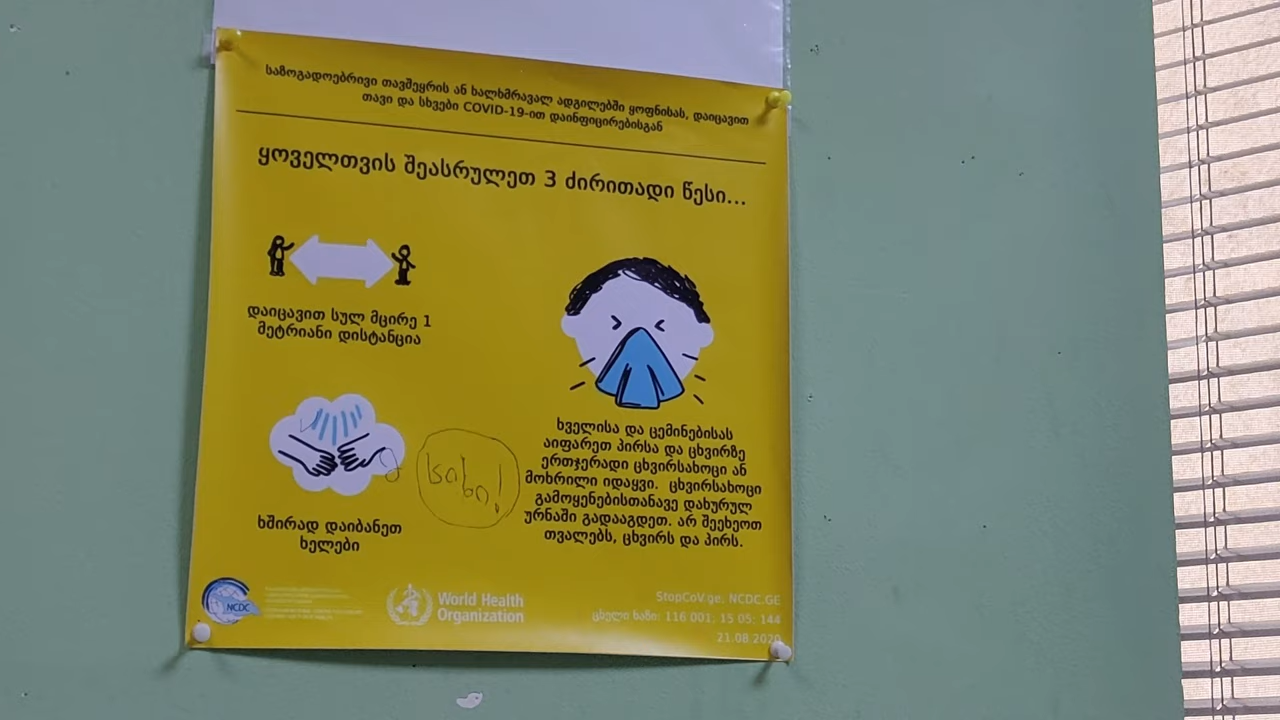 საზოგადოებრივი თავშეყრის ან ხალხმრავალ ადგილებში ყოფნისას, დაიცავით
თავი და სხვები COVID-19-ით დაინფიცირებისგან
ყოველთვის შეასრულეთ 3 ძირითადი წესი...
დაიცავით სულ მცირე 1
მეტრიანი დისტანცია
ხშირად დაიბანეთ
ხელები
ხველისა და ცემინებისას
აიფარეთ პირსა და ცხვირზე
ერთჯერადი ცხვირსახოცი ან
მოხრილი იდაყვი. ცხვირსახოცი
გამოყენებისთანავე დახურულ
ურნაში გადააგდეთ. არ შეეხეოთ
თვალებს, ცხვირს და პირს.
NCDC
World Health
Organization
StopCoV.ge. NCDC.GE
ცხელი ხაზი: 116 001; 15 05; 144
21.08.2020